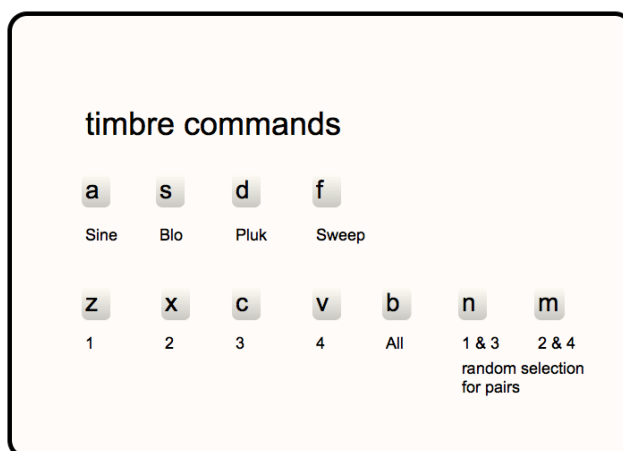 timbre commands
a s d f
Sine Blo Pluk Sweep
z x c v b n m
1 2 3 4 All 1 & 3 2 & 4
random selection
for pairs